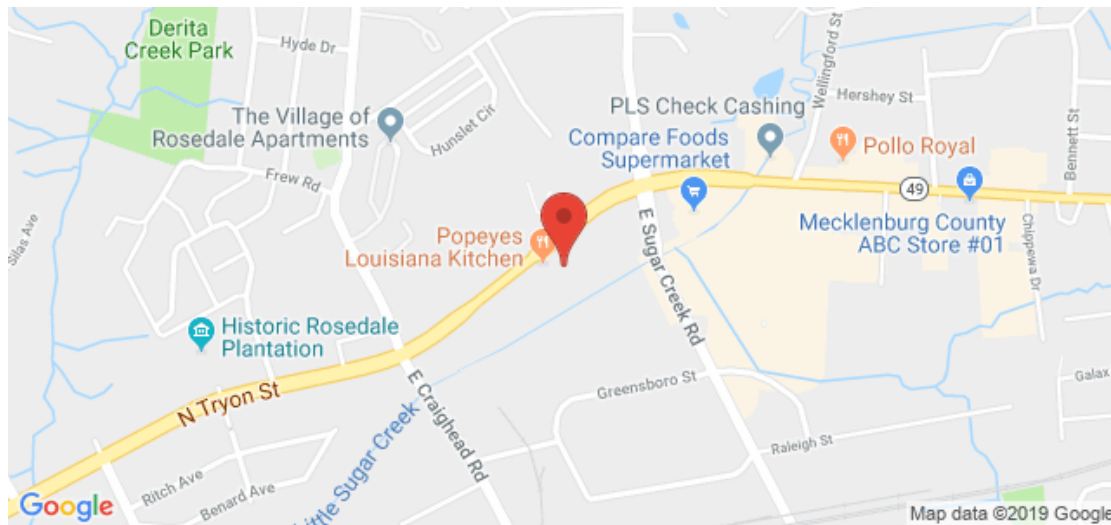 Derita
Creek Park
Hyde Dr
The Village of
Rosedale Apartments
Hunslet Cir
Frew Rd
Silas Ave
Wellingford St
Hershey St
Bennett St
PLS Check Cashing
Compare Foods
Supermarket
Pollo Royal
49
Mecklenburg County
ABC Store #01
Chippewa Dr
Popeyes
Louisiana Kitchen
E Sugar Creek Rd
Historic Rosedale
Plantation
N Tryon St
E Craighead Rd
Greensboro St
Galax
Raleigh St
Ritch Ave
Benard Ave
Little Sugar Creek
Google
Map data ©2019 Google